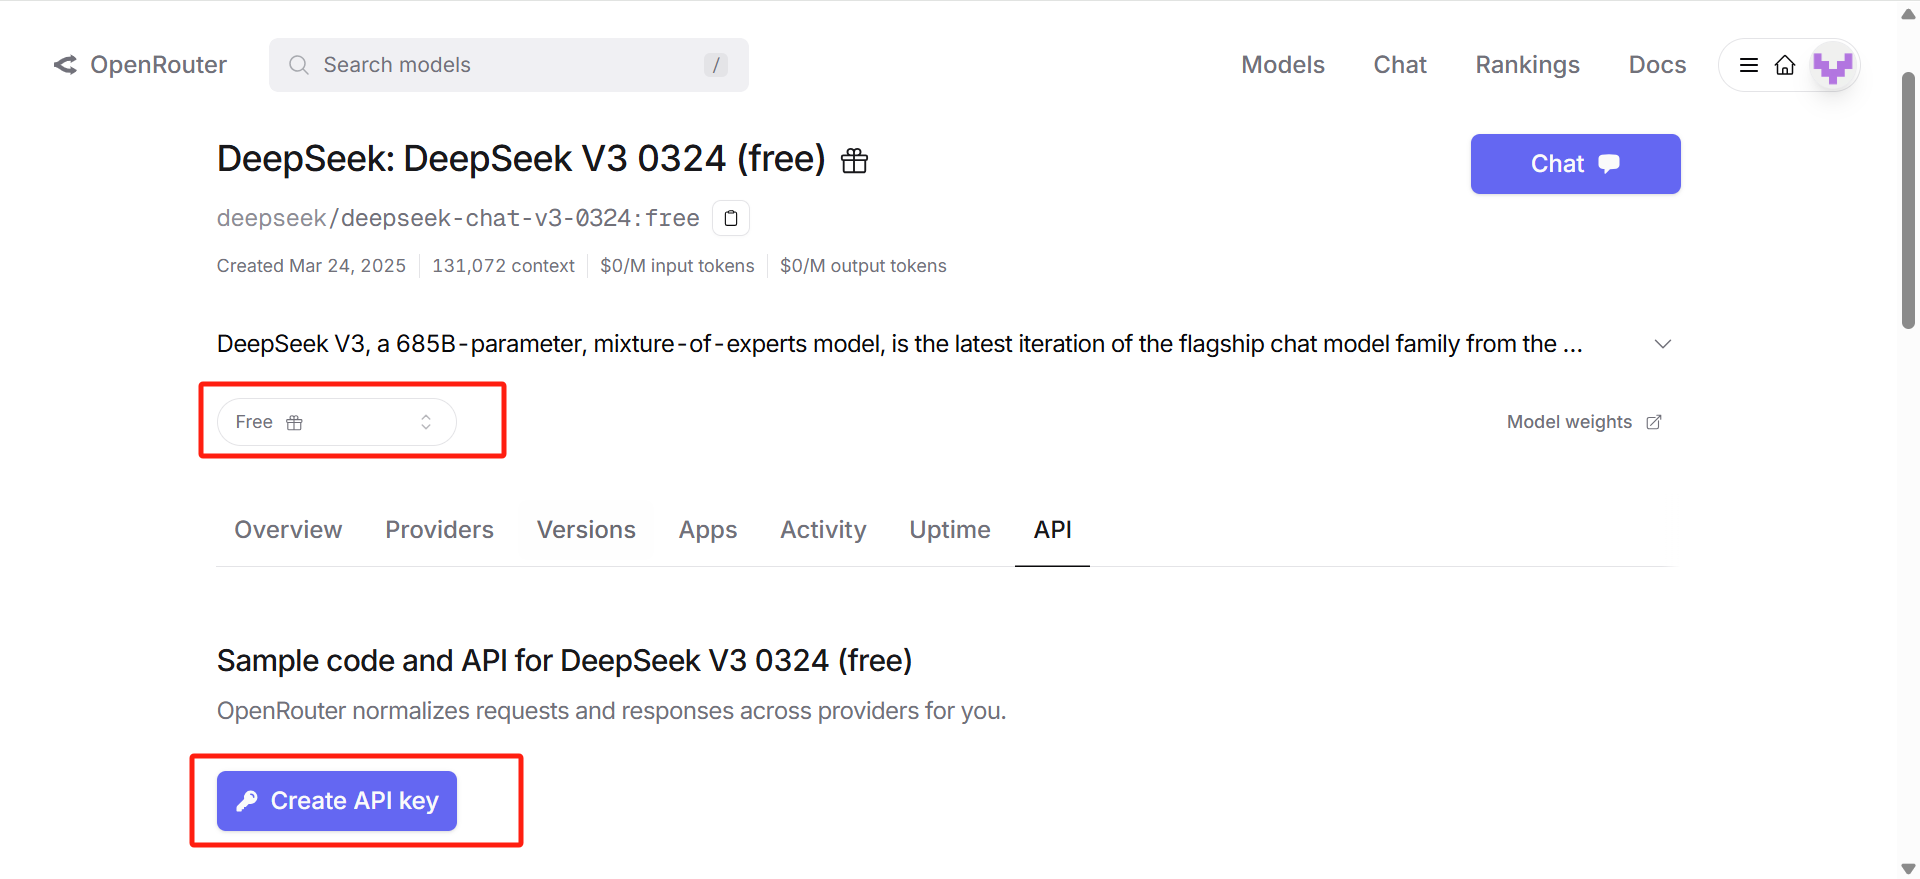 OpenRouter
Search models
/
Models
Chat
Rankings
Docs
DeepSeek: DeepSeek V3 0324 (free)
Chat
deepseek/deepseek-chat-v3-0324:free
Created Mar 24, 2025
131,072 context
$0/M input tokens
$0/M output tokens
DeepSeek V3, a 685B-parameter, mixture-of-experts model, is the latest iteration of the flagship chat model family from the ...
Free
Model weights
Overview
Providers
Versions
Apps
Activity
Uptime
API
Sample code and API for DeepSeek V3 0324 (free)
OpenRouter normalizes requests and responses across providers for you.
Create API key